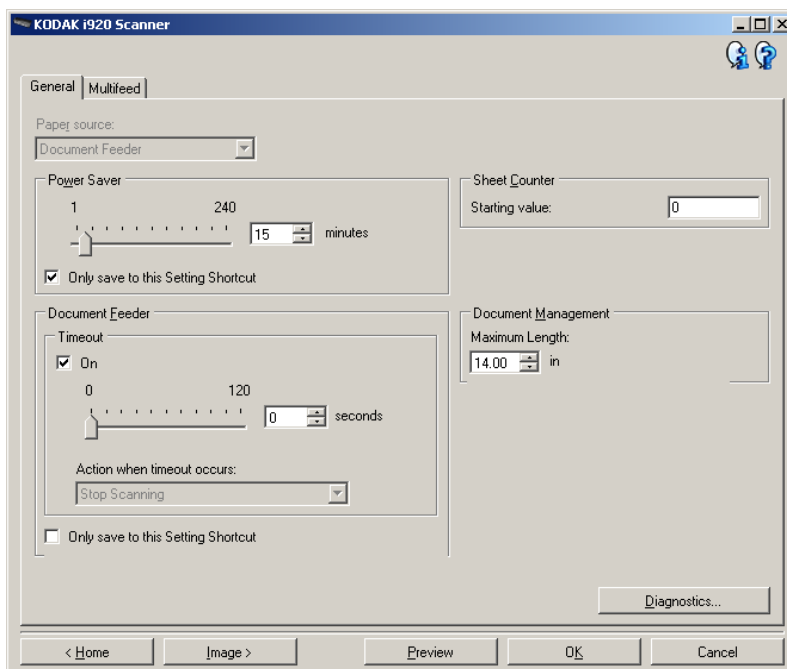 KODAK i920 Scanner
General Multifeed
Paper source:
Document Feeder
Power Saver
1 240
15 minutes
Only save to this Setting Shortcut
Sheet Counter
Starting value: 0
Document Feeder
Timeout
On
0 120
0 seconds
Action when timeout occurs:
Stop Scanning
Only save to this Setting Shortcut
Document Management
Maximum Length:
14.00 in
Diagnostics...
< Home Image > Preview OK Cancel